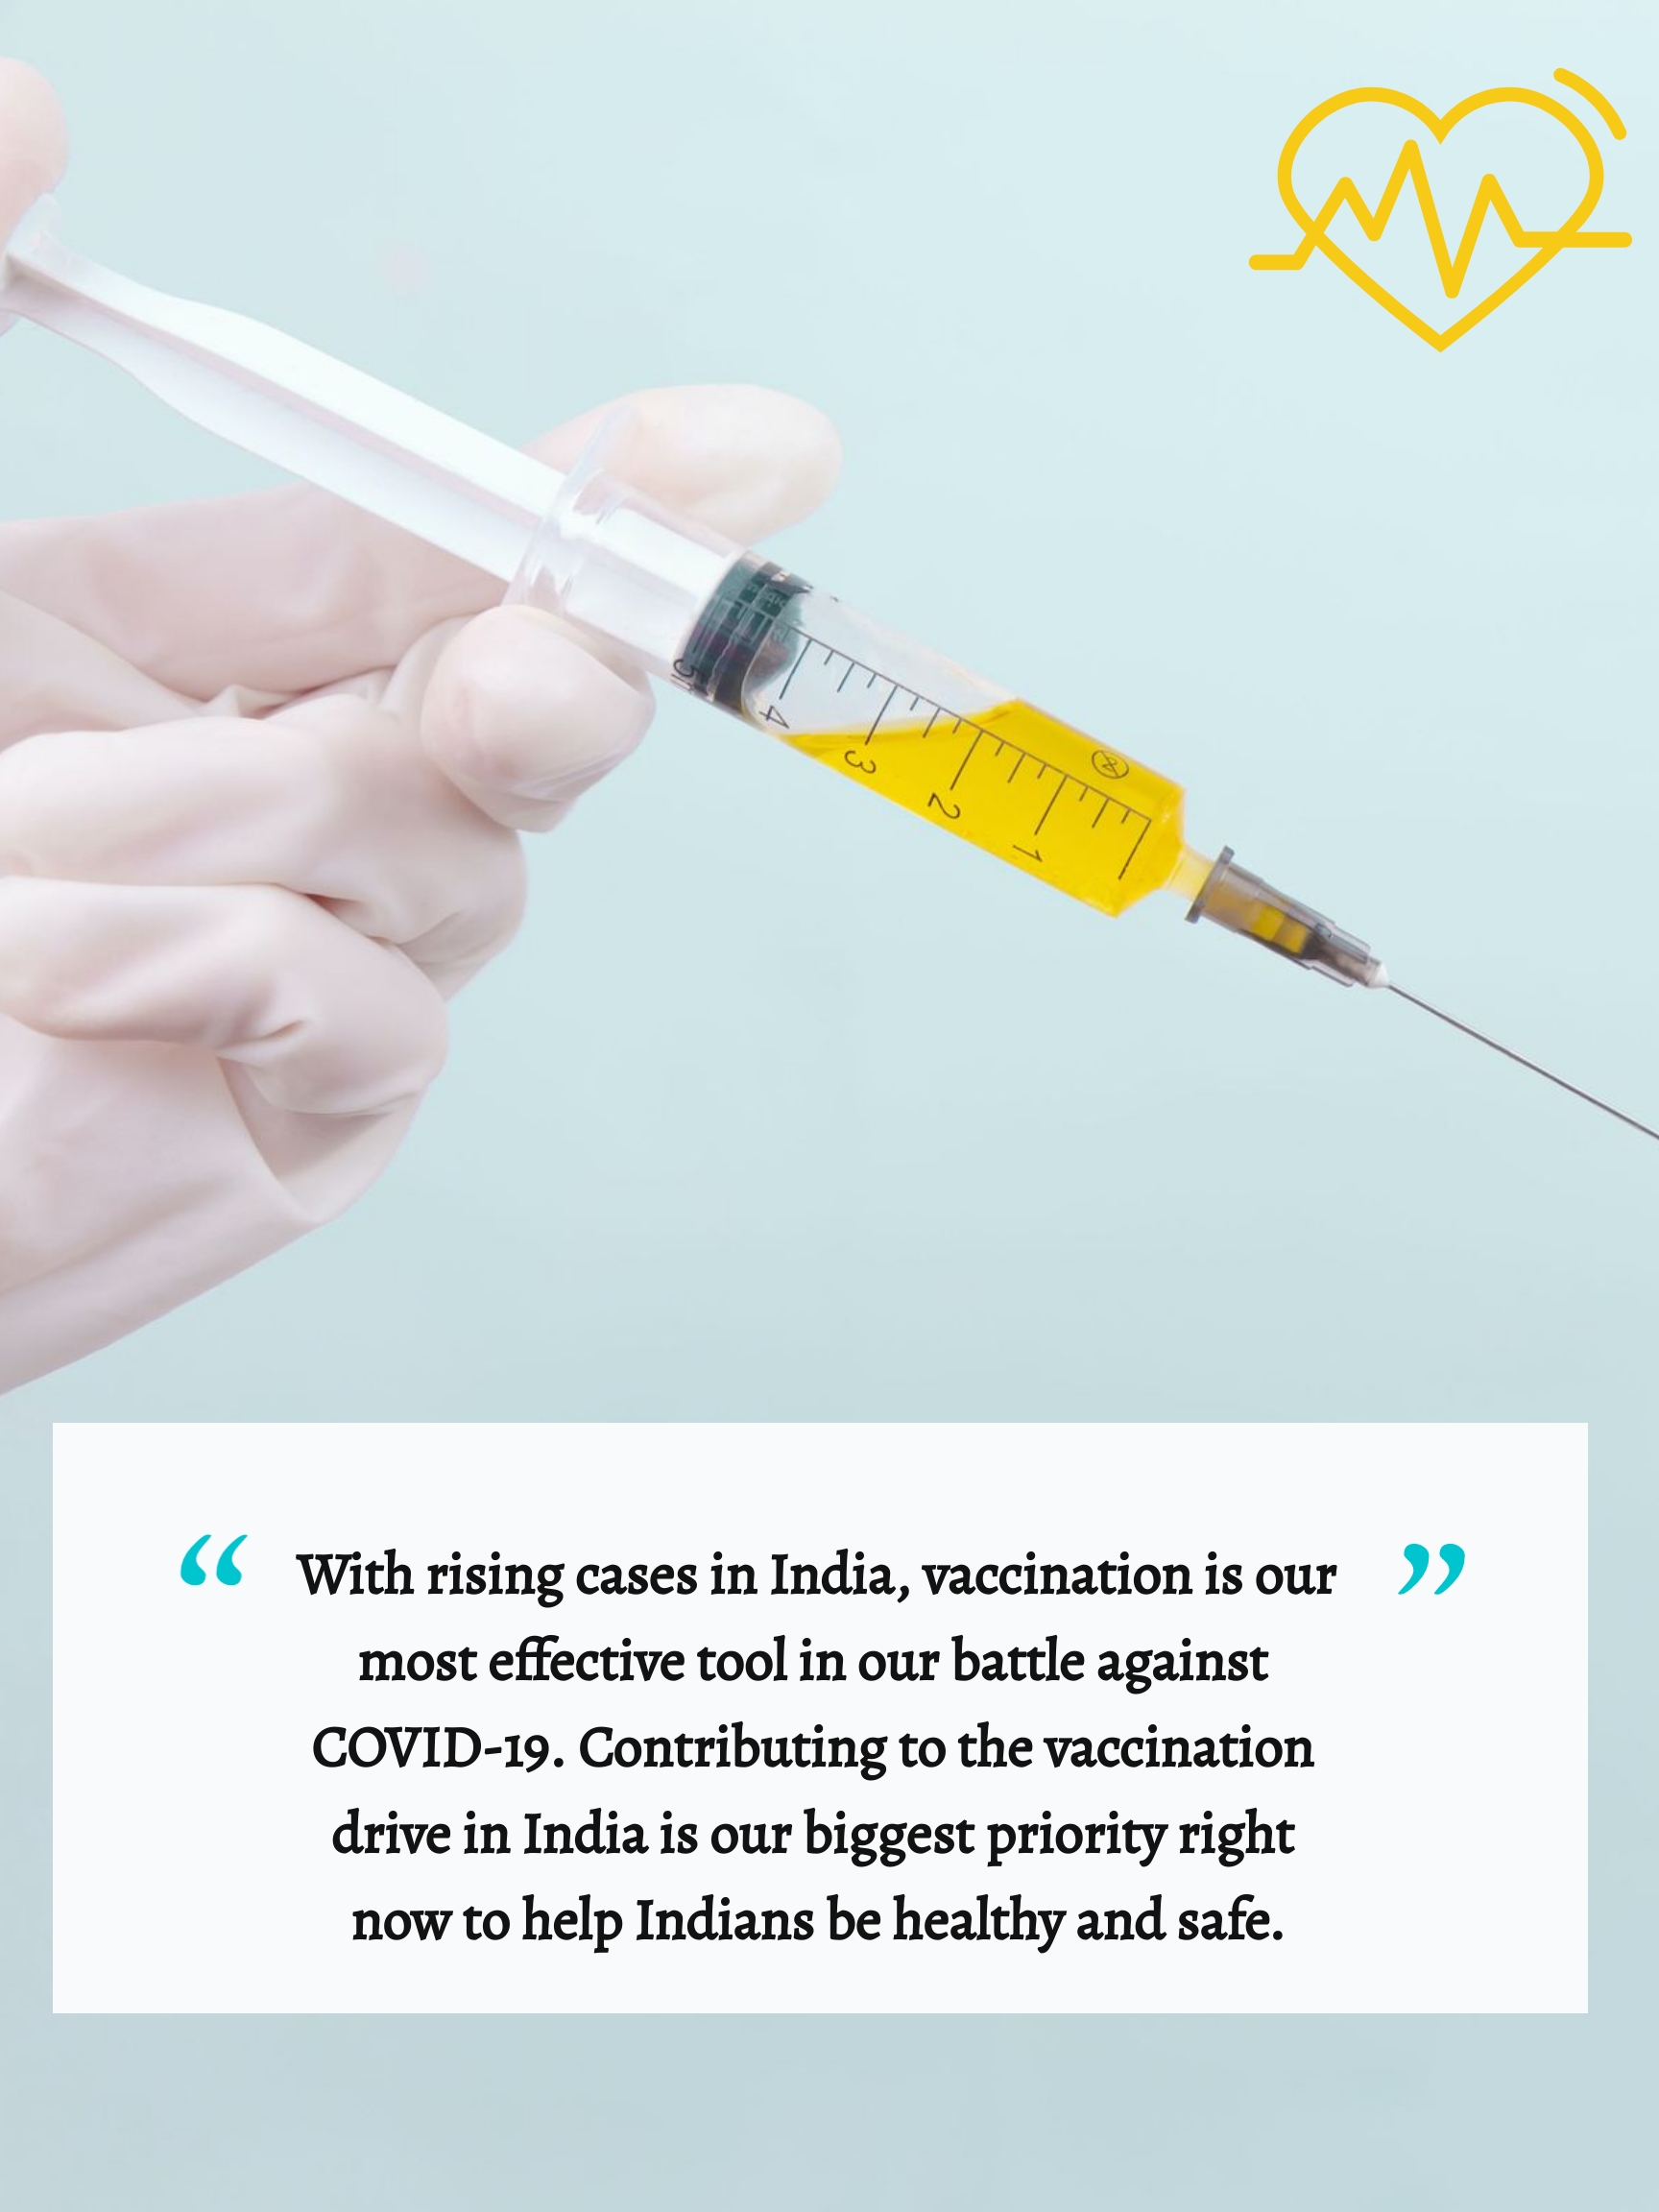 5
4
3
2
1
“ With rising cases in India, vaccination is our ”
most effective tool in our battle against
COVID-19. Contributing to the vaccination
drive in India is our biggest priority right
now to help Indians be healthy and safe.